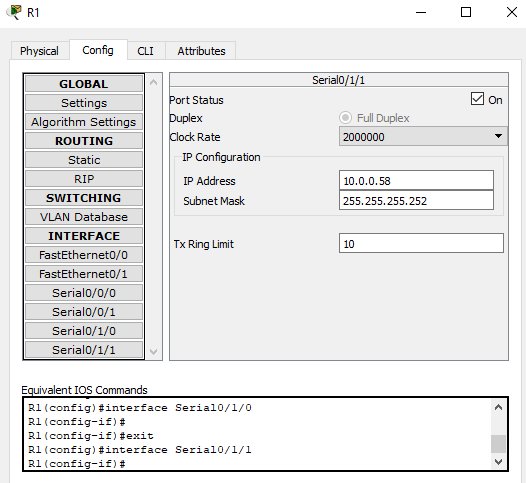 R1
Physical
Config
CLI
Attributes
GLOBAL
Settings
Algorithm Settings
ROUTING
Static
RIP
SWITCHING
VLAN Database
INTERFACE
FastEthernet0/0
FastEthernet0/1
Serial0/0/0
Serial0/0/1
Serial0/1/0
Serial0/1/1
Serial0/1/1
Port Status
On
Duplex
Full Duplex
Clock Rate
2000000
IP Configuration
IP Address
10.0.0.58
Subnet Mask
255.255.255.252
Tx Ring Limit
10
Equivalent IOS Commands
R1(config)#interface Serial0/1/0
R1(config-if)#
R1(config-if)#exit
R1(config)#interface Serial0/1/1
R1(config-if)#